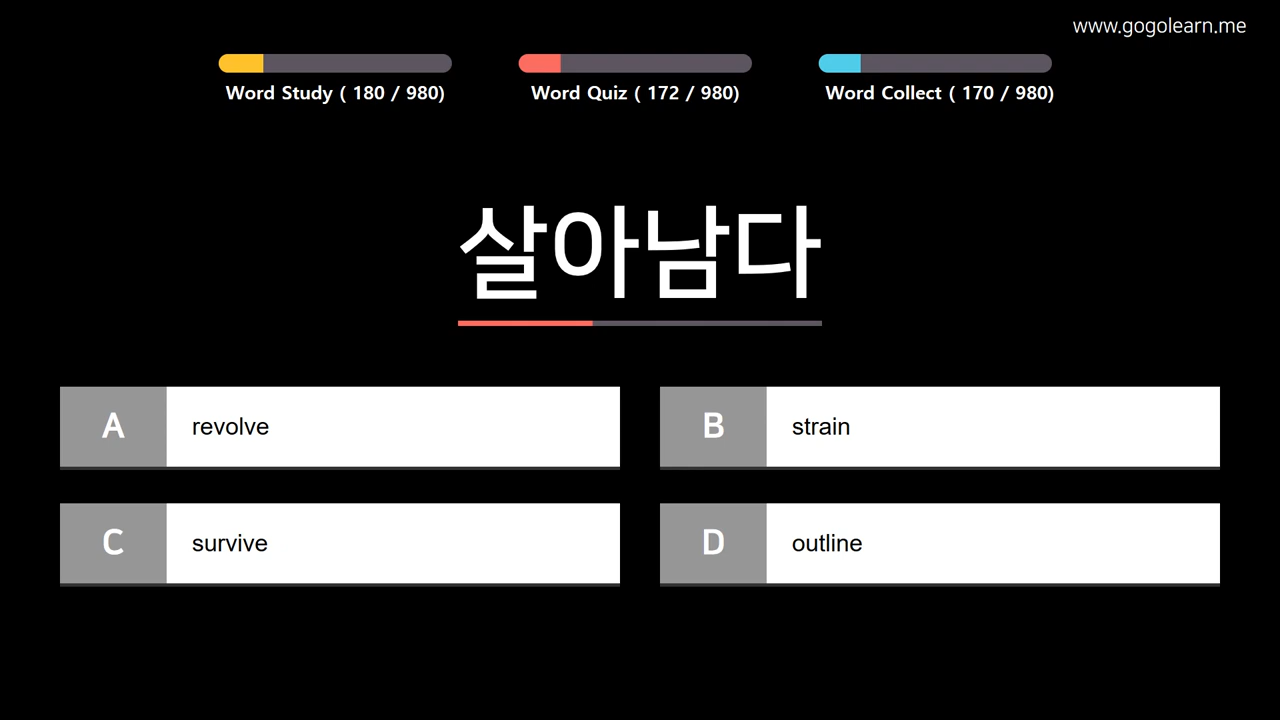 www.gogolearn.me
Word Study ( 180 / 980)
Word Quiz ( 172 / 980)
Word Collect ( 170 / 980)
살아남다
A revolve
B strain
C survive
D outline